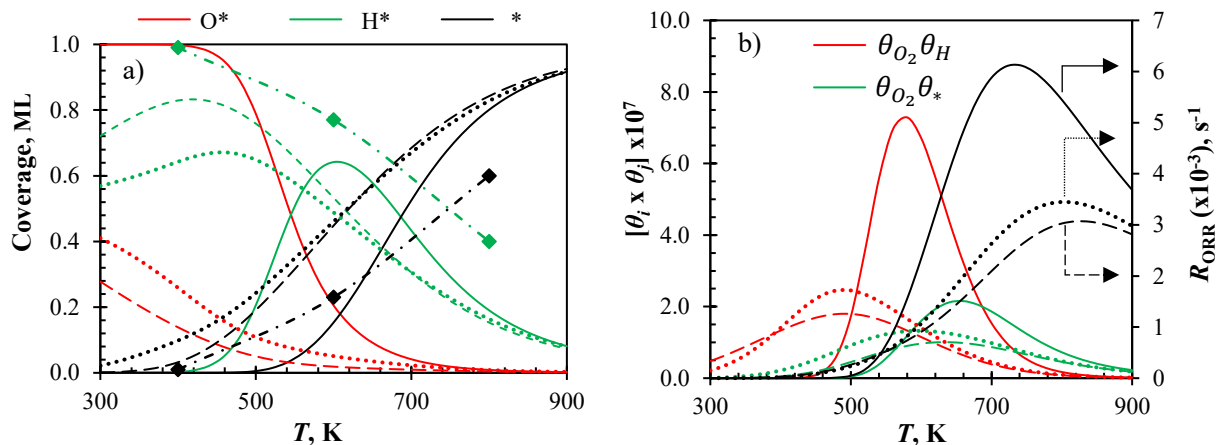 O* H* *
a)
Coverage, ML
1.0
0.8
0.6
0.4
0.2
0.0
300 500 700 900
T, K
b)
θO₂θH
θO₂θ*
[θi x θj] x10⁷
10.0
8.0
6.0
4.0
2.0
0.0
300 500 700 900
T, K
7
6
5
4
3
2
1
0
RORR (x10⁻³), s⁻¹